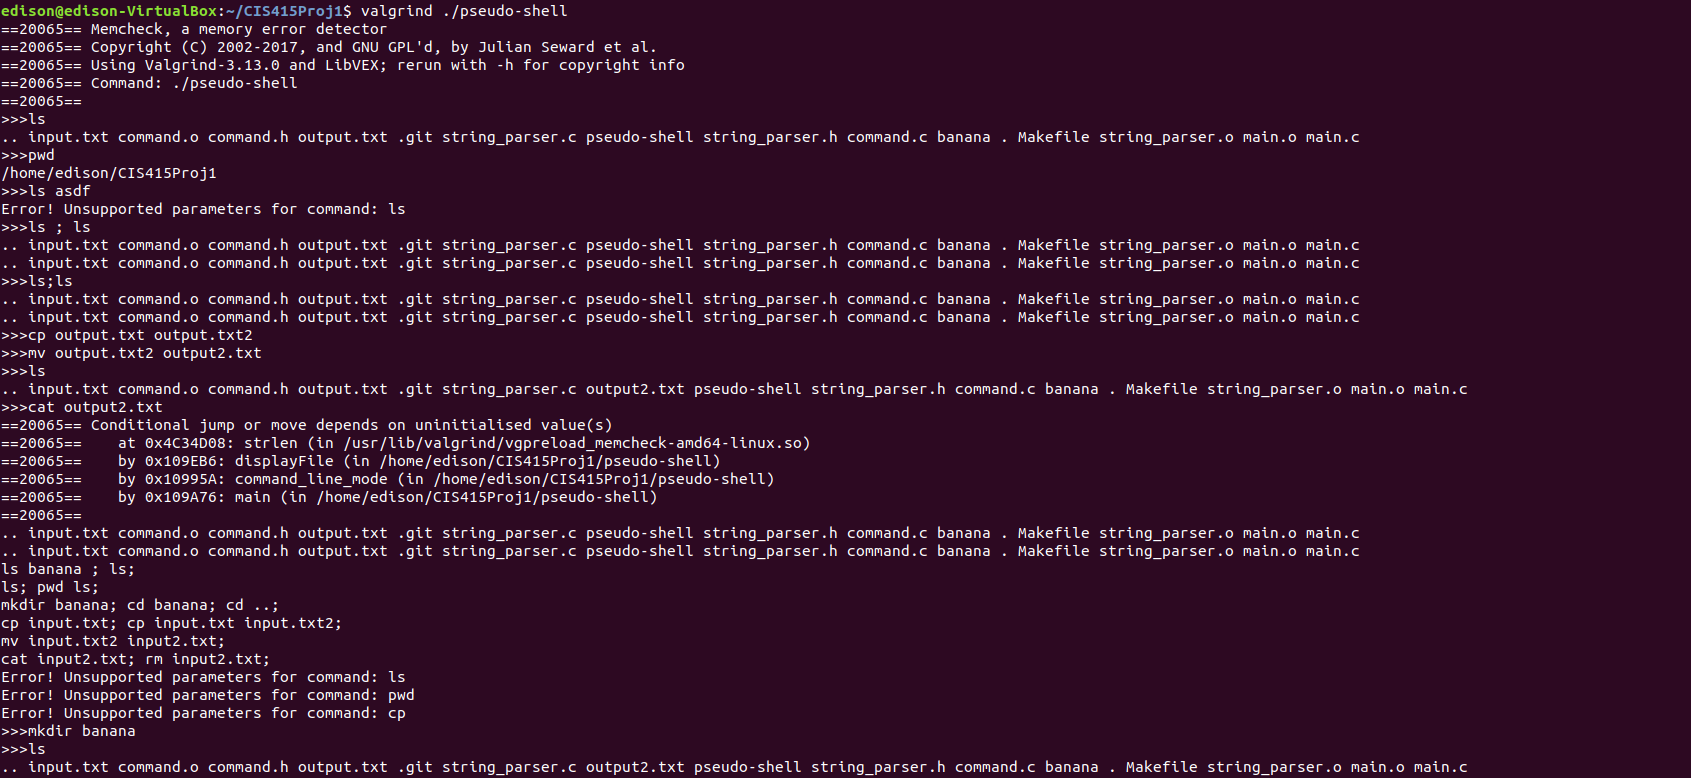 edison@edison-VirtualBox:~/CIS415Proj1$ valgrind ./pseudo-shell
==20065== Memcheck, a memory error detector
==20065== Copyright (C) 2002-2017, and GNU GPL'd, by Julian Seward et al.
==20065== Using Valgrind-3.13.0 and LibVEX; rerun with -h for copyright info
==20065== Command: ./pseudo-shell
==20065==
>>>ls
.. input.txt command.o command.h output.txt .git string_parser.c pseudo-shell string_parser.h command.c banana . Makefile string_parser.o main.o main.c
>>>pwd
/home/edison/CIS415Proj1
>>>ls asdf
Error! Unsupported parameters for command: ls
>>>ls ; ls
.. input.txt command.o command.h output.txt .git string_parser.c pseudo-shell string_parser.h command.c banana . Makefile string_parser.o main.o main.c
.. input.txt command.o command.h output.txt .git string_parser.c pseudo-shell string_parser.h command.c banana . Makefile string_parser.o main.o main.c
>>>ls;ls
.. input.txt command.o command.h output.txt .git string_parser.c pseudo-shell string_parser.h command.c banana . Makefile string_parser.o main.o main.c
.. input.txt command.o command.h output.txt .git string_parser.c pseudo-shell string_parser.h command.c banana . Makefile string_parser.o main.o main.c
>>>cp output.txt output.txt2
>>>mv output.txt2 output2.txt
>>>ls
.. input.txt command.o command.h output.txt .git string_parser.c output2.txt pseudo-shell string_parser.h command.c banana . Makefile string_parser.o main.o main.c
>>>cat output2.txt
==20065== Conditional jump or move depends on uninitialised value(s)
==20065==    at 0x4C34D08: strlen (in /usr/lib/valgrind/vgpreload_memcheck-amd64-linux.so)
==20065==    by 0x109EB6: displayFile (in /home/edison/CIS415Proj1/pseudo-shell)
==20065==    by 0x10995A: command_line_mode (in /home/edison/CIS415Proj1/pseudo-shell)
==20065==    by 0x109A76: main (in /home/edison/CIS415Proj1/pseudo-shell)
==20065==
.. input.txt command.o command.h output.txt .git string_parser.c pseudo-shell string_parser.h command.c banana . Makefile string_parser.o main.o main.c
.. input.txt command.o command.h output.txt .git string_parser.c pseudo-shell string_parser.h command.c banana . Makefile string_parser.o main.o main.c
ls banana ; ls;
ls; pwd ls;
mkdir banana; cd banana; cd ..;
cp input.txt; cp input.txt input.txt2;
mv input.txt2 input2.txt;
cat input2.txt; rm input2.txt;
Error! Unsupported parameters for command: ls
Error! Unsupported parameters for command: pwd
Error! Unsupported parameters for command: cp
>>>mkdir banana
>>>ls
.. input.txt command.o command.h output.txt .git string_parser.c output2.txt pseudo-shell string_parser.h command.c banana . Makefile string_parser.o main.o main.c